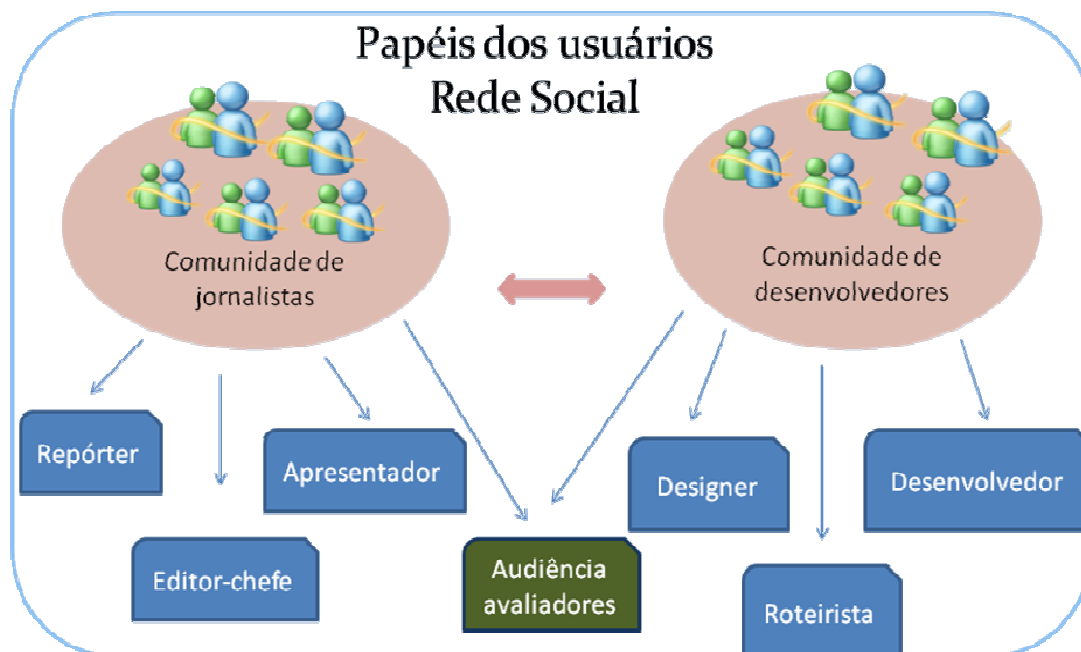 Papéis dos usuários
Rede Social
Comunidade de
jornalistas
Comunidade de
desenvolvedores
Repórter
Apresentador
Designer
Desenvolvedor
Editor-chefe
Audiência
avaliadores
Roteirista